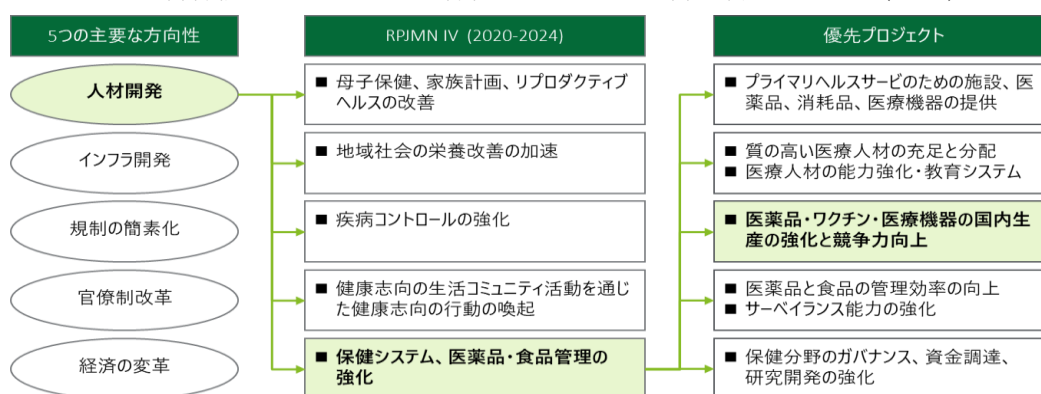 5つの主要な方向性
RPJMN IV (2020-2024)
優先プロジェクト
人材開発
インフラ開発
規制の簡素化
官僚制改革
経済の変革
■ 母子保健、家族計画、リプロダクティブ
ヘルスの改善
■ 地域社会の栄養改善の加速
■ 疾病コントロールの強化
■ 健康志向の生活コミュニティ活動を通じ
た健康志向の行動の喚起
■ 保健システム、医薬品・食品管理の
強化
■ プライマリヘルスサービのための施設、医
薬品、消耗品、医療機器の提供
■ 質の高い医療人材の充足と分配
■ 医療人材の能力強化・教育システム
■ 医薬品・ワクチン・医療機器の国内生
産の強化と競争力向上
■ 医薬品と食品の管理効率の向上
■ サーベイランス能力の強化
■ 保健分野のガバナンス、資金調達、
研究開発の強化